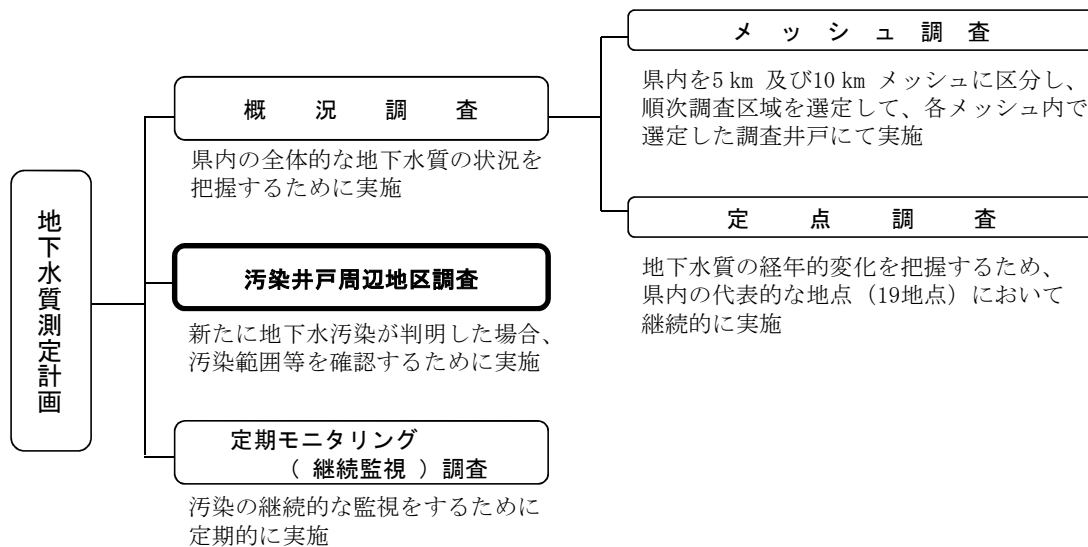 地下水質測定計画
概況調査
県内の全体的な地下水質の状況を
把握するために実施
メッシュ調査
県内を5 km 及び10 km メッシュに区分し、
順次調査区域を選定して、各メッシュ内で
選定した調査井戸にて実施
定点調査
地下水質の経年的変化を把握するため、
県内の代表的な地点（19地点）において
継続的に実施
汚染井戸周辺地区調査
新たに地下水汚染が判明した場合、
汚染範囲等を確認するために実施
定期モニタリング
（ 継続監視 ）調査
汚染の継続的な監視をするために
定期的に実施